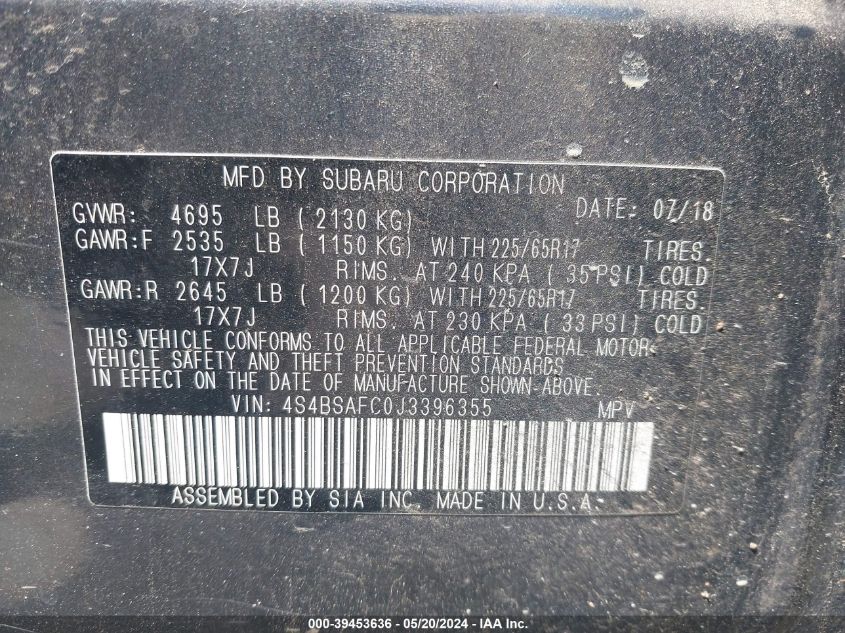 MFD BY SUBARU CORPORATION
GVWR: 4695 LB ( 2130 KG) DATE: 07/18
GAWR:F 2535 LB ( 1150 KG) WITH 225/65R17 TIRES.
17X7J RIMS. AT 240 KPA ( 35 PSI) COLD
GAWR:R 2645 LB ( 1200 KG) WITH 225/65R17 TIRES.
17X7J RIMS. AT 230 KPA ( 33 PSI) COLD
THIS VEHICLE CONFORMS TO ALL APPLICABLE FEDERAL MOTOR
VEHICLE SAFETY AND THEFT PREVENTION STANDARDS
IN EFFECT ON THE DATE OF MANUFACTURE SHOWN ABOVE.
VIN: 4S4BSAFC0J3396355 MPV
ASSEMBLED BY SIA INC. MADE IN U.S.A.
000-39453636 - 05/20/2024 - IMAGE COPYRIGHT IAA, LLC.